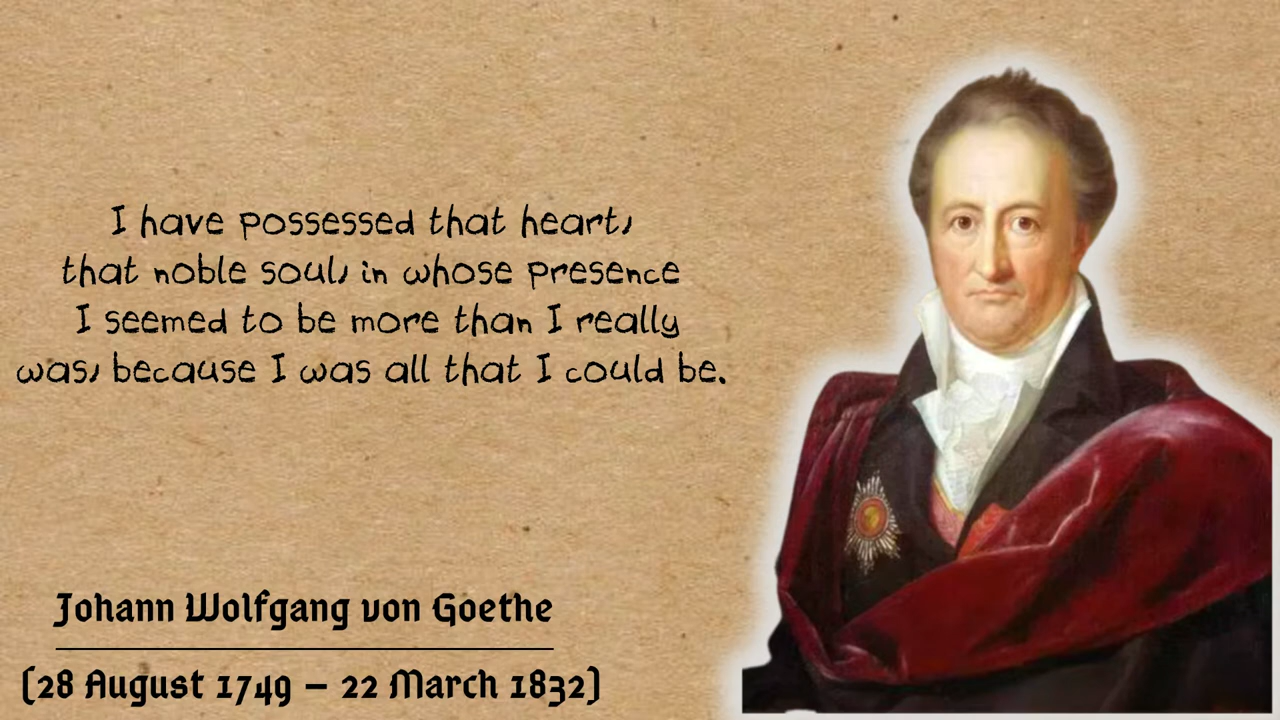 I have possessed that heart,
that noble soul, in whose presence
I seemed to be more than I really
was, because I was all that I could be.
Johann Wolfgang von Goethe
(28 August 1749 – 22 March 1832)